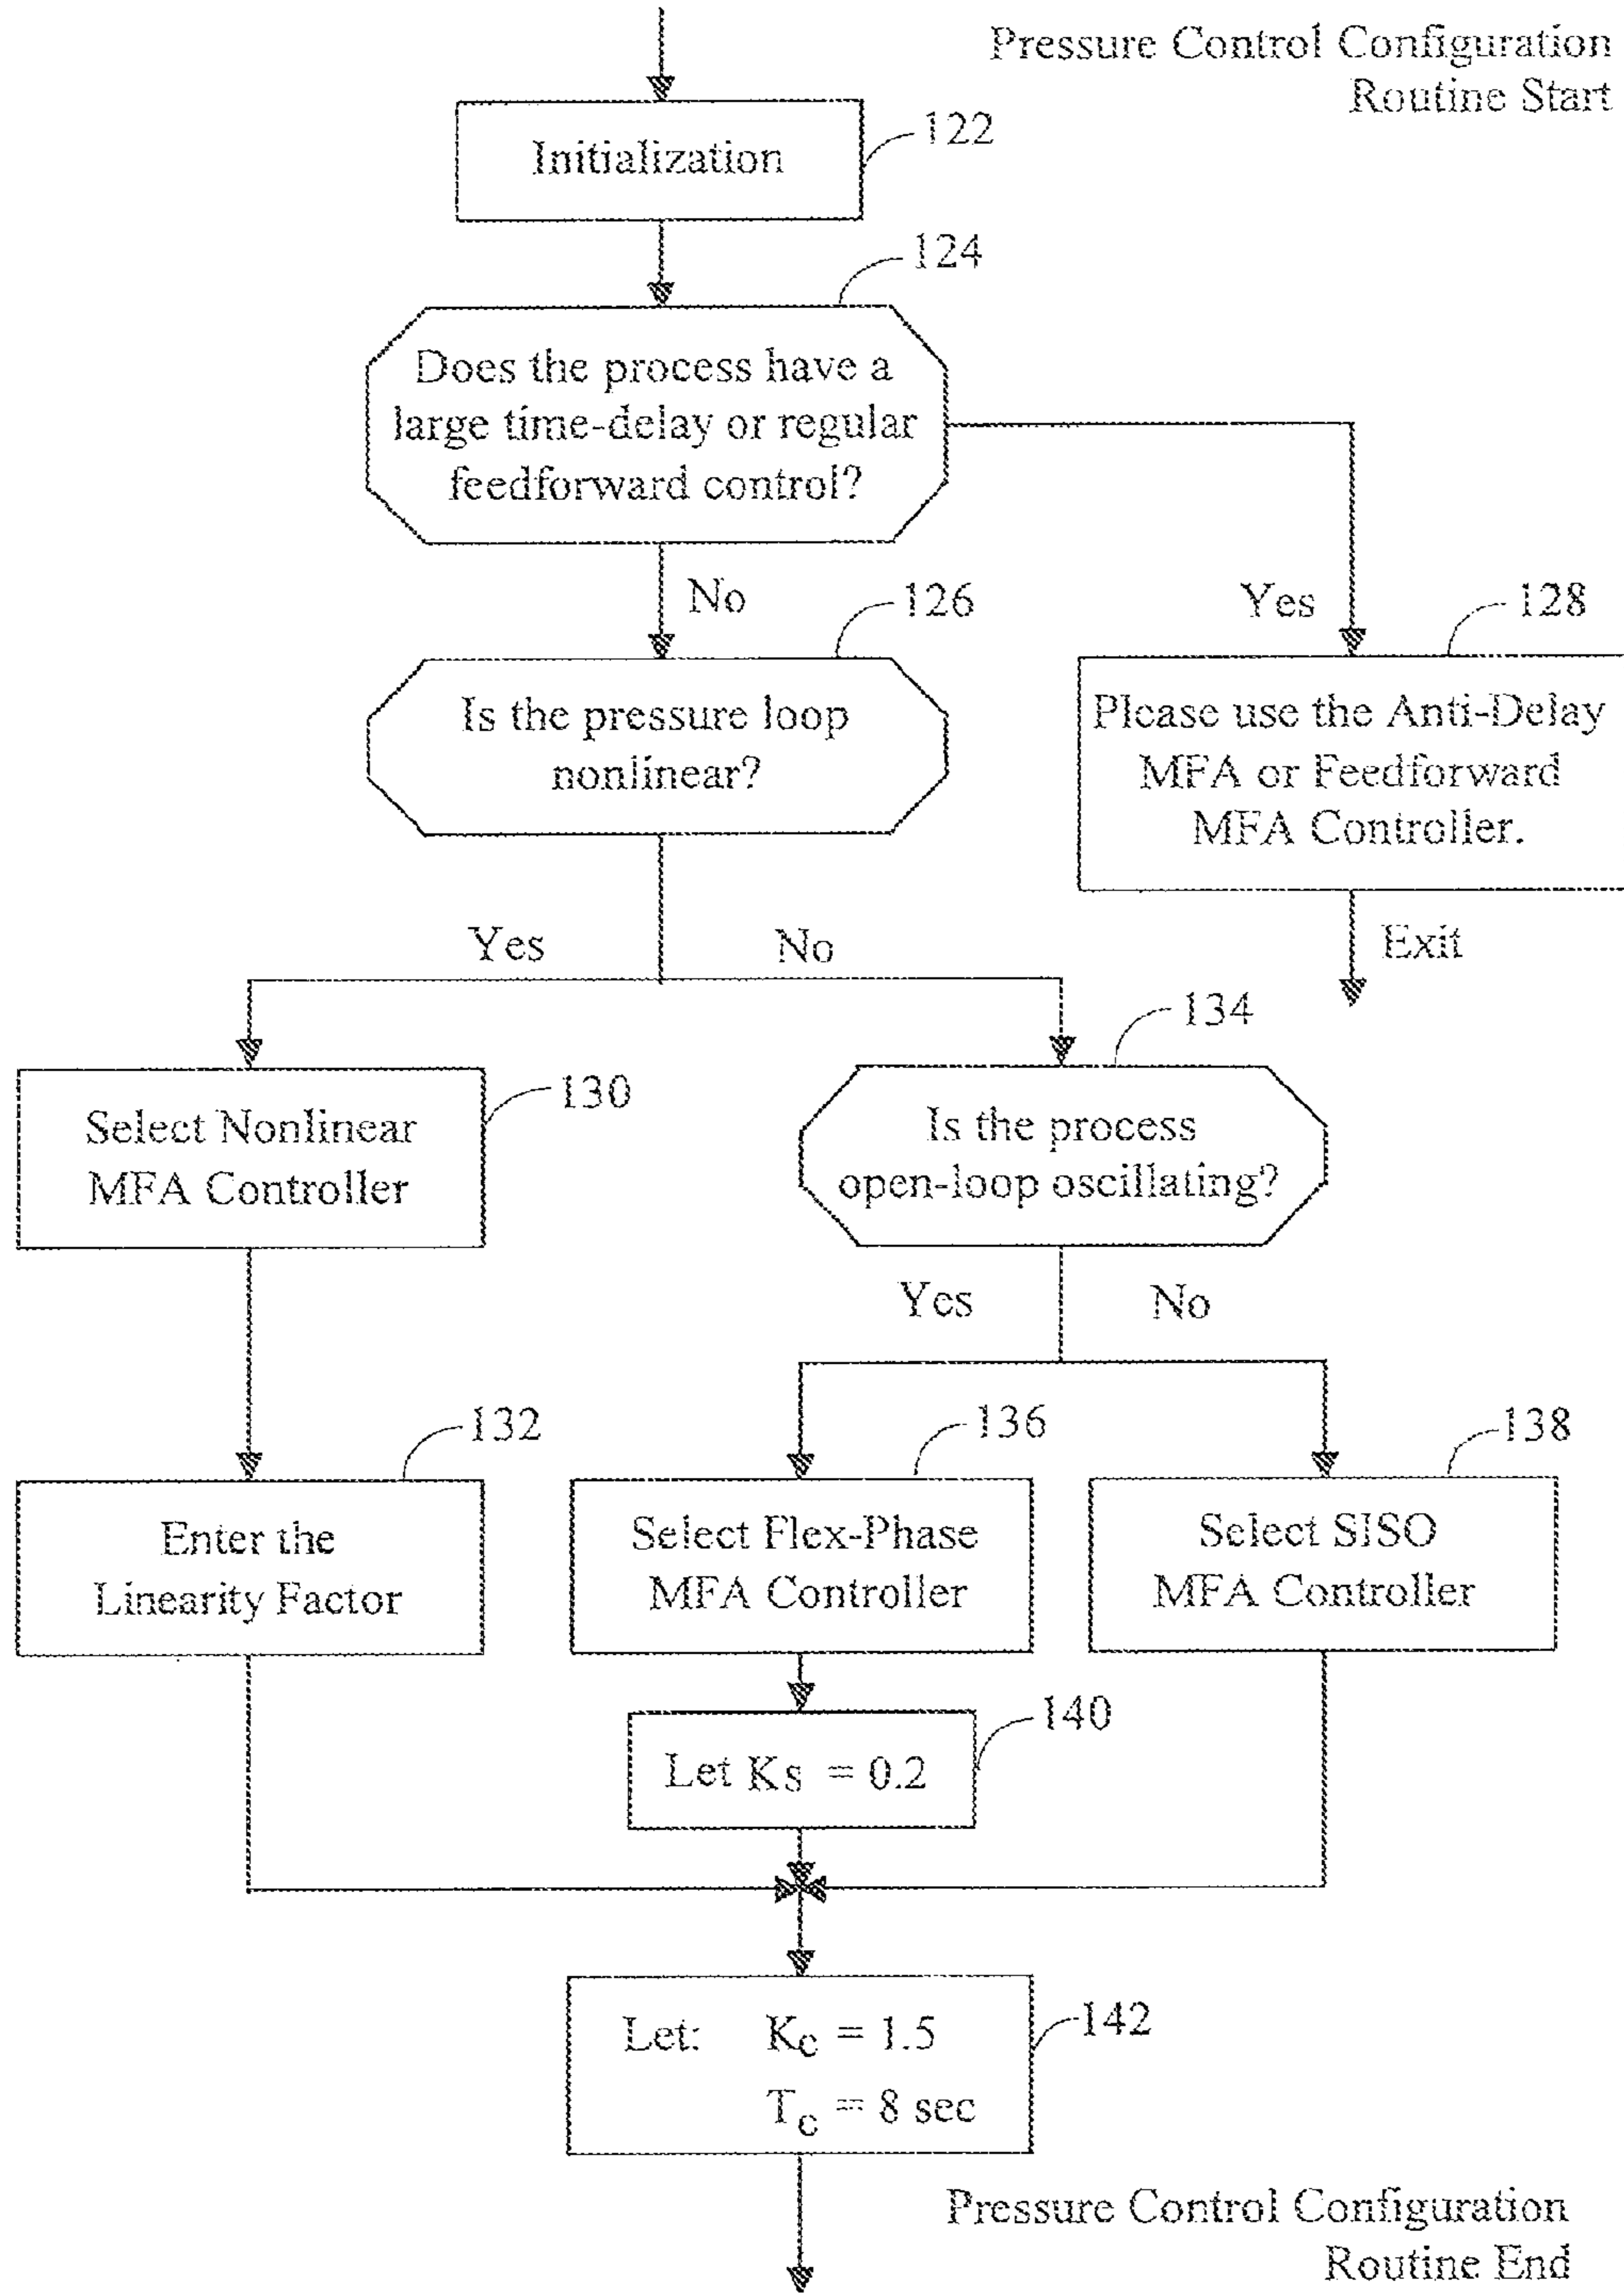 Pressure Control Configuration
Routine Start
Initialization
122
124
Does the process have a
large time-delay or regular
feedforward control?
No
126
Yes
128
Is the pressure loop
nonlinear?
Please use the Anti-Delay
MFA or Feedforward
MFA Controller.
Yes
No
Exit
134
130
Select Nonlinear
MFA Controller
Is the process
open-loop oscillating?
Yes
No
132
136
138
Enter the
Linearity Factor
Select Flex-Phase
MFA Controller
Select SISO
MFA Controller
140
Let Ks = 0.2
Let: Kc = 1.5
Tc = 8 sec
142
Pressure Control Configuration
Routine End